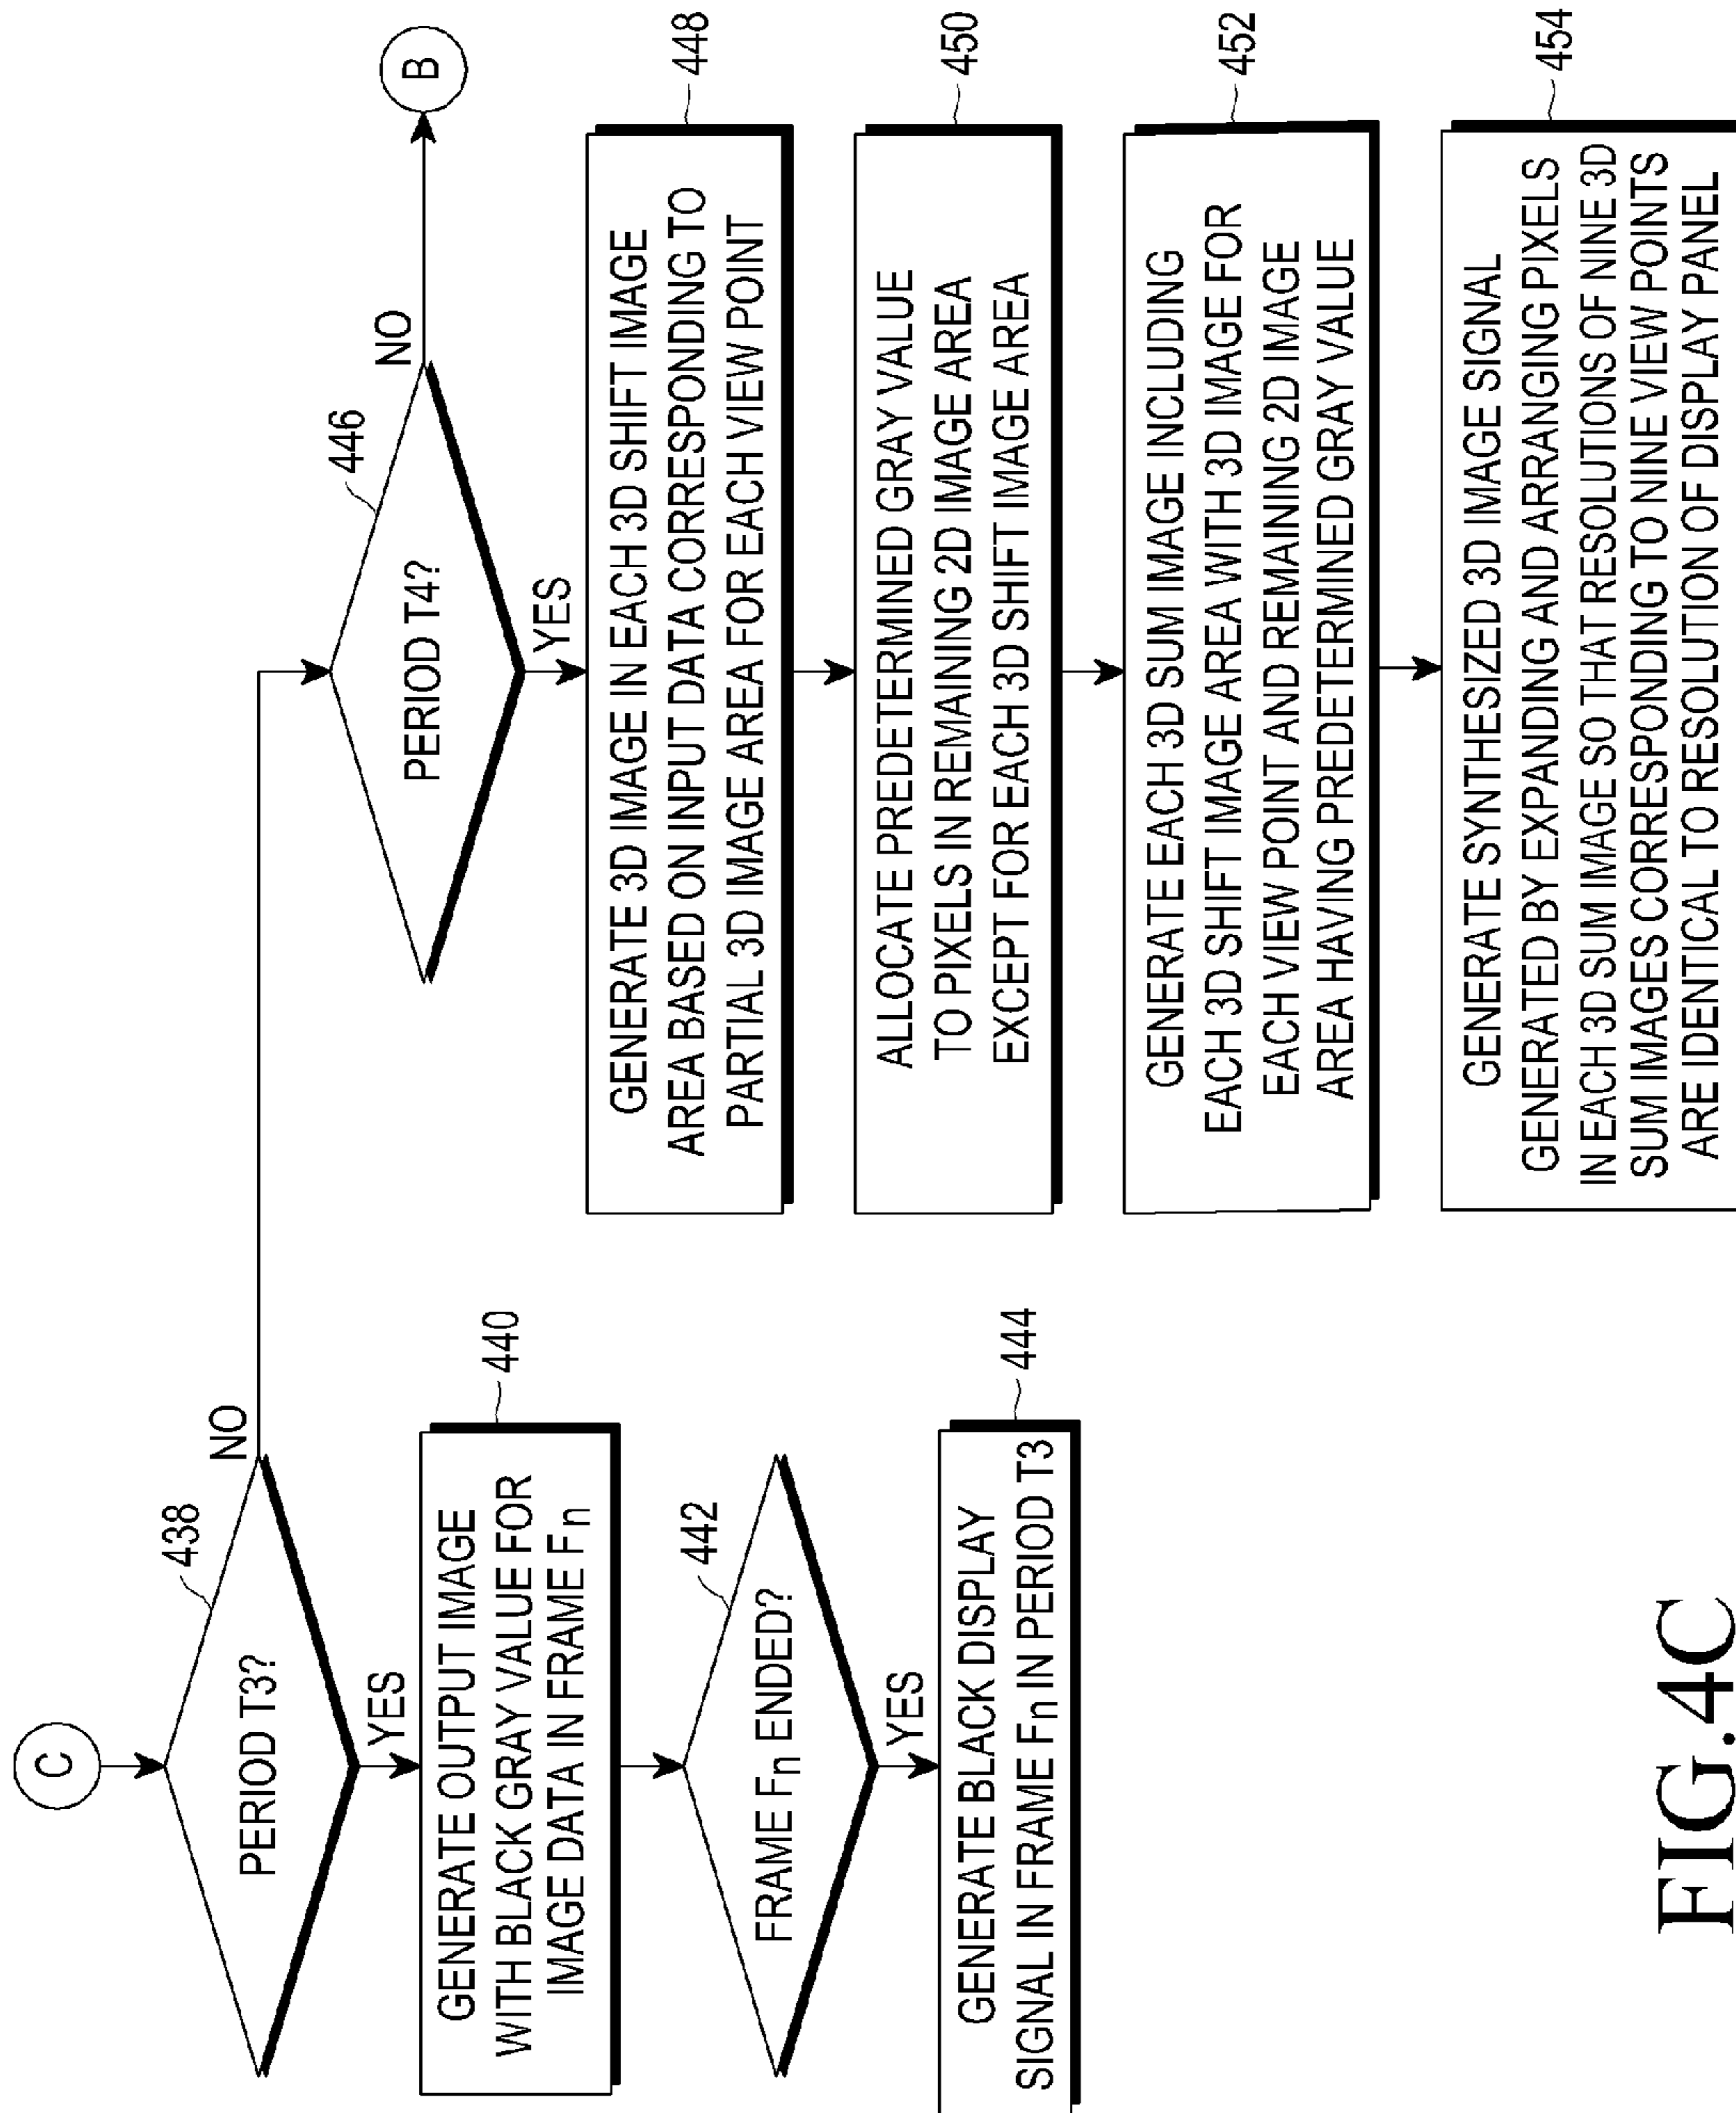 C
438
PERIOD T3?
NO
YES
440
GENERATE OUTPUT IMAGE
WITH BLACK GRAY VALUE FOR
IMAGE DATA IN FRAME Fn
442
FRAME Fn ENDED?
YES
444
GENERATE BLACK DISPLAY
SIGNAL IN FRAME Fn IN PERIOD T3
446
PERIOD T4?
NO
B
YES
448
GENERATE 3D IMAGE IN EACH 3D SHIFT IMAGE
AREA BASED ON INPUT DATA CORRESPONDING TO
PARTIAL 3D IMAGE AREA FOR EACH VIEW POINT
450
ALLOCATE PREDETERMINED GRAY VALUE
TO PIXELS IN REMAINING 2D IMAGE AREA
EXCEPT FOR EACH 3D SHIFT IMAGE AREA
452
GENERATE EACH 3D SUM IMAGE INCLUDING
EACH 3D SHIFT IMAGE AREA WITH 3D IMAGE FOR
EACH VIEW POINT AND REMAINING 2D IMAGE
AREA HAVING PREDETERMINED GRAY VALUE
454
GENERATE SYNTHESIZED 3D IMAGE SIGNAL
GENERATED BY EXPANDING AND ARRANGING PIXELS
IN EACH 3D SUM IMAGE SO THAT RESOLUTIONS OF NINE 3D
SUM IMAGES CORRESPONDING TO NINE VIEW POINTS
ARE IDENTICAL TO RESOLUTION OF DISPLAY PANEL
FIG.4C